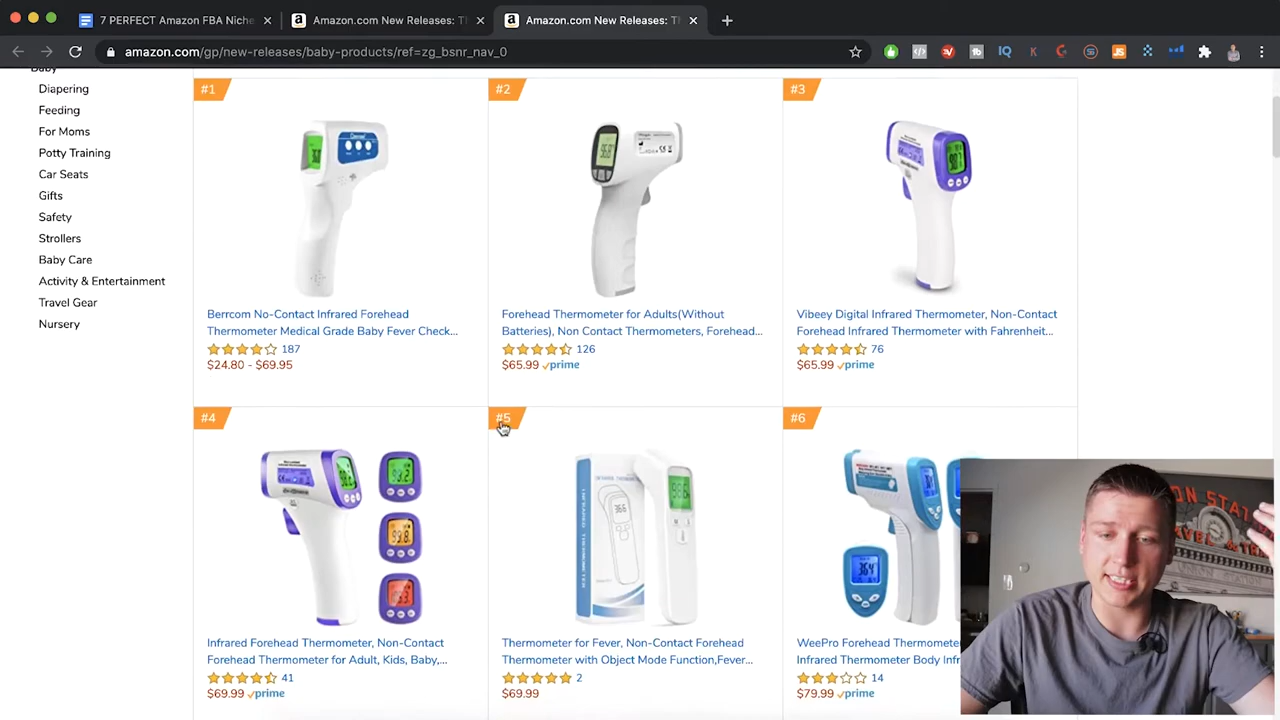 7 PERFECT Amazon FBA Niche
Amazon.com New Releases: Th
Amazon.com New Releases: Th
amazon.com/gp/new-releases/baby-products/ref=zg_bsnr_nav_0
Baby
Diapering
Feeding
For Moms
Potty Training
Car Seats
Gifts
Safety
Strollers
Baby Care
Activity & Entertainment
Travel Gear
Nursery
#1
#2
#3
Berrcom No-Contact Infrared Forehead
Thermometer Medical Grade Baby Fever Check...
187
$24.80 - $69.95
Forehead Thermometer for Adults(Without
Batteries), Non Contact Thermometers, Forehead...
126
$65.99 prime
Vibeey Digital Infrared Thermometer, Non-Contact
Forehead Infrared Thermometer with Fahrenheit...
76
$65.99 prime
#4
#5
#6
Infrared Forehead Thermometer, Non-Contact
Forehead Thermometer for Adult, Kids, Baby,...
41
$69.99 prime
Thermometer for Fever, Non-Contact Forehead
Thermometer with Object Mode Function,Fever...
2
$69.99
WeePro Forehead Thermomete
Infrared Thermometer Body Inf
14
$79.99 prime